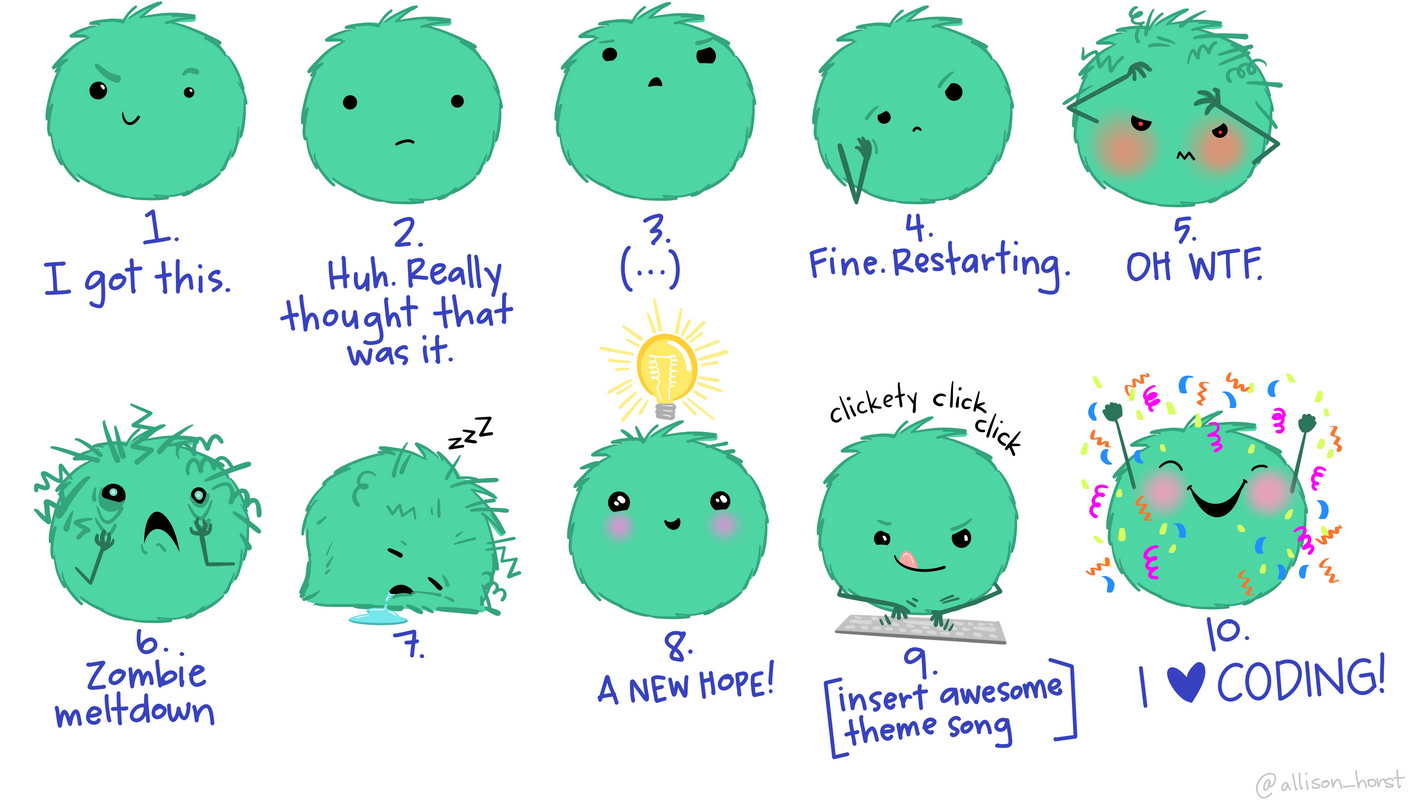 1.
I got this.
2.
Huh. Really
thought that
was it.
3.
(...)
4.
Fine. Restarting.
5.
OH WTF.
6.
Zombie
meltdown
zzZ
7.
8.
A NEW HOPE!
clickety click click
9.
[insert awesome
theme song]
10.
I ♥ CODING!
@allison_horst